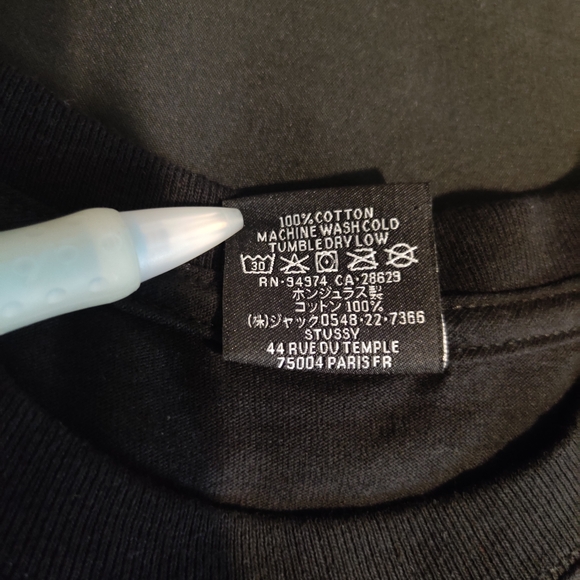 100% COTTON
MACHINE WASH COLD
TUMBLE DRY LOW
30
RN-94974 CA-28629
ホンジュラス製
コットン 100%
(株)ジャック0548-22-7366
STUSSY
44 RUE DU TEMPLE
75004 PARIS FR